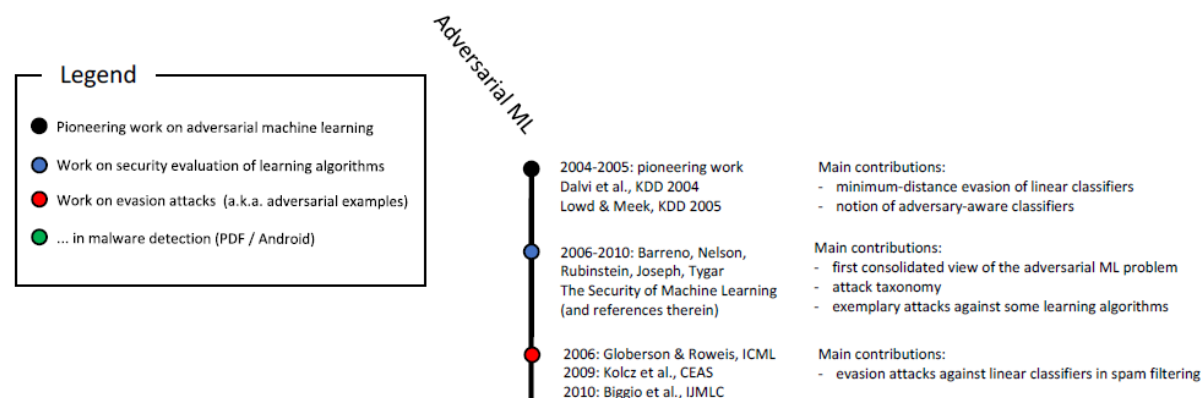 Legend
Pioneering work on adversarial machine learning
Work on security evaluation of learning algorithms
Work on evasion attacks (a.k.a. adversarial examples)
... in malware detection (PDF / Android)
Adversarial ML
2004-2005: pioneering work
Dalvi et al., KDD 2004
Lowd & Meek, KDD 2005
Main contributions:
- minimum-distance evasion of linear classifiers
- notion of adversary-aware classifiers
2006-2010: Barreno, Nelson,
Rubinstein, Joseph, Tygar
The Security of Machine Learning
(and references therein)
Main contributions:
- first consolidated view of the adversarial ML problem
- attack taxonomy
- exemplary attacks against some learning algorithms
2006: Globerson & Roweis, ICML
2009: Kolcz et al., CEAS
2010: Biggio et al., IJMLC
Main contributions:
- evasion attacks against linear classifiers in spam filtering